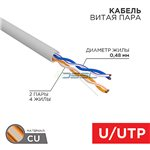 КАБЕЛЬ
ВИТАЯ ПАРА
ДИАМЕТР ЖИЛЫ
0,48 мм
2 ПАРЫ
4 ЖИЛЫ
МАТЕРИАЛ
CU
U/UTP